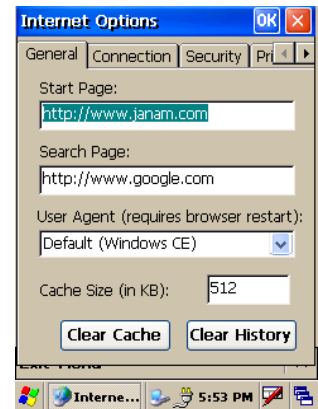 Internet Options OK
General Connection Security Pri
Start Page:
http://www.janam.com
Search Page:
http://www.google.com
User Agent (requires browser restart):
Default (Windows CE)
Cache Size (in KB): 512
Clear Cache Clear History
Interne... 5:53 PM